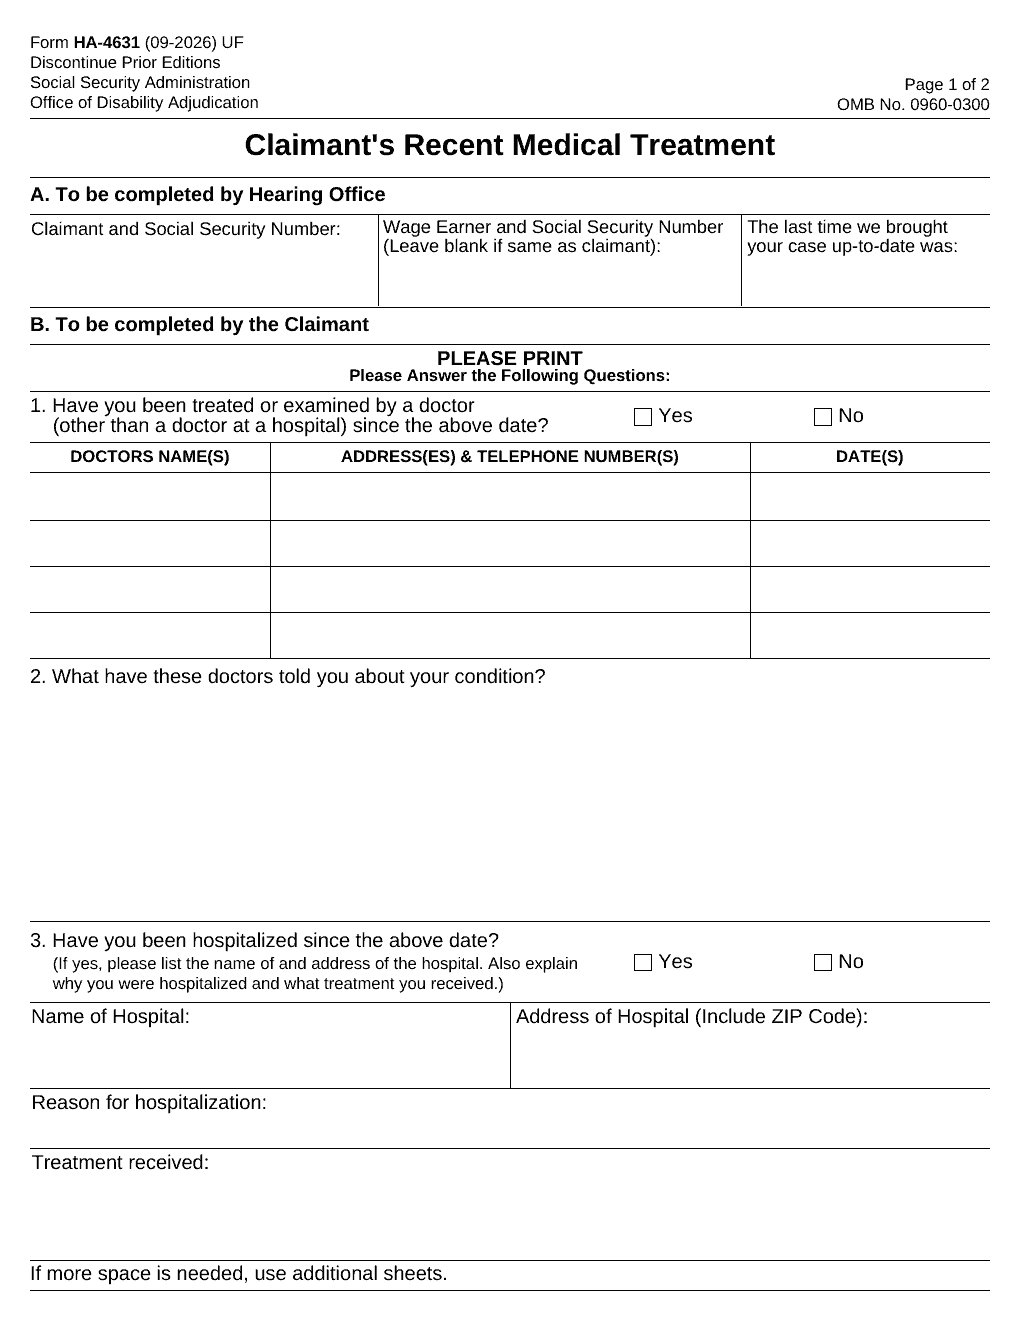 Form HA-4631 (09-2026) UF
Discontinue Prior Editions
Social Security Administration
Office of Disability Adjudication
Page 1 of 2
OMB No. 0960-0300
Claimant's Recent Medical Treatment
A. To be completed by Hearing Office
Claimant and Social Security Number:
Wage Earner and Social Security Number
(Leave blank if same as claimant):
The last time we brought
your case up-to-date was:
B. To be completed by the Claimant
PLEASE PRINT
Please Answer the Following Questions:
1. Have you been treated or examined by a doctor
(other than a doctor at a hospital) since the above date?
Yes
No
DOCTORS NAME(S)
ADDRESS(ES) & TELEPHONE NUMBER(S)
DATE(S)
2. What have these doctors told you about your condition?
3. Have you been hospitalized since the above date?
(If yes, please list the name of and address of the hospital. Also explain
why you were hospitalized and what treatment you received.)
Yes
No
Name of Hospital:
Address of Hospital (Include ZIP Code):
Reason for hospitalization:
Treatment received:
If more space is needed, use additional sheets.